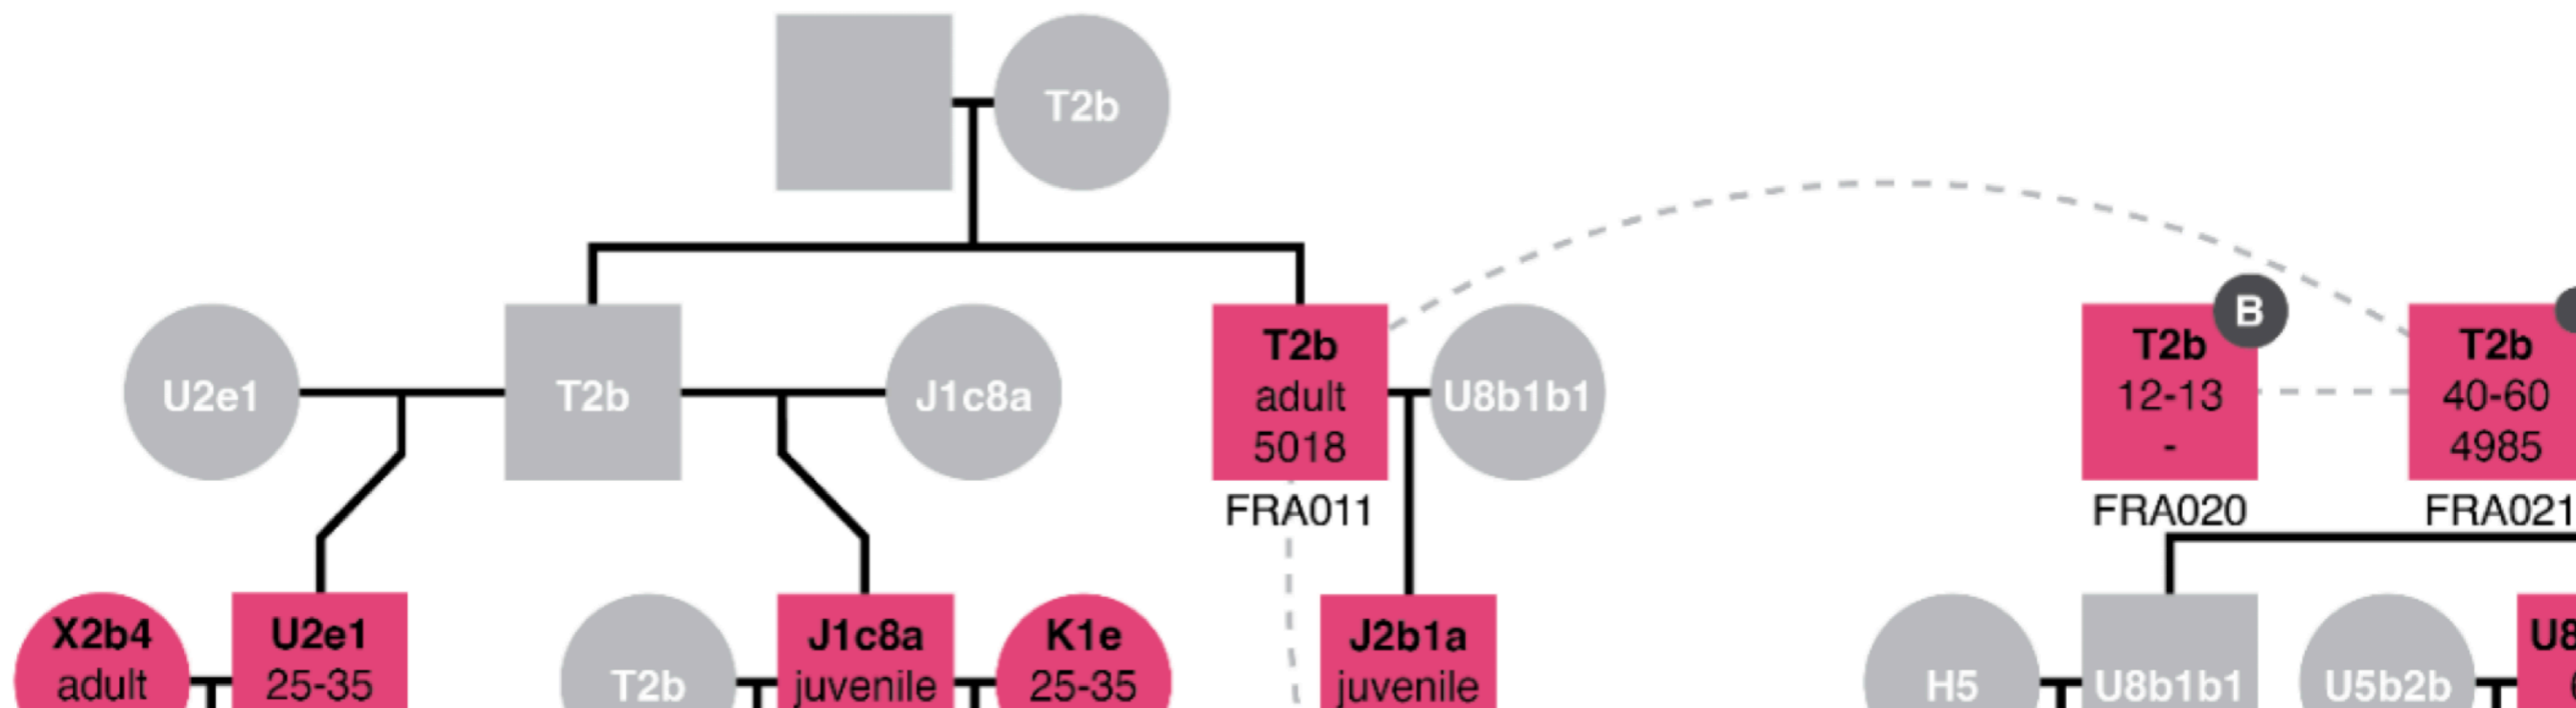 T2b
U2e1
T2b
J1c8a
T2b
adult
5018
FRA011
U8b1b1
T2b
12-13
-
B
FRA020
T2b
40-60
4985
FRA021
X2b4
adult
U2e1
25-35
T2b
J1c8a
juvenile
K1e
25-35
J2b1a
juvenile
H5
U8b1b1
U5b2b